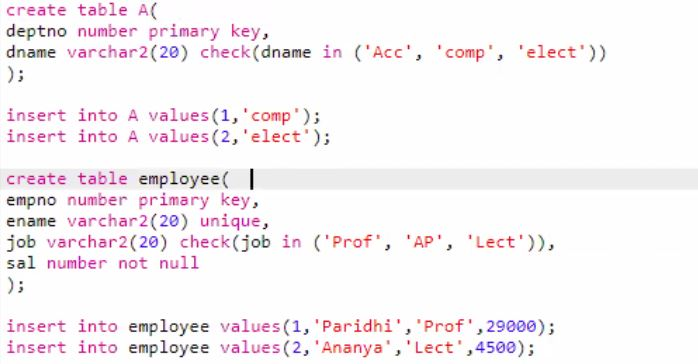 create table A(
deptno number primary key,
dname varchar2(20) check(dname in ('Acc', 'comp', 'elect'))
);
insert into A values(1,'comp');
insert into A values(2,'elect');
create table employee(
empno number primary key,
ename varchar2(20) unique,
job varchar2(20) check(job in ('Prof', 'AP', 'Lect')),
sal number not null
);
insert into employee values(1,'Paridhi','Prof',29000);
insert into employee values(2,'Ananya','Lect',4500);